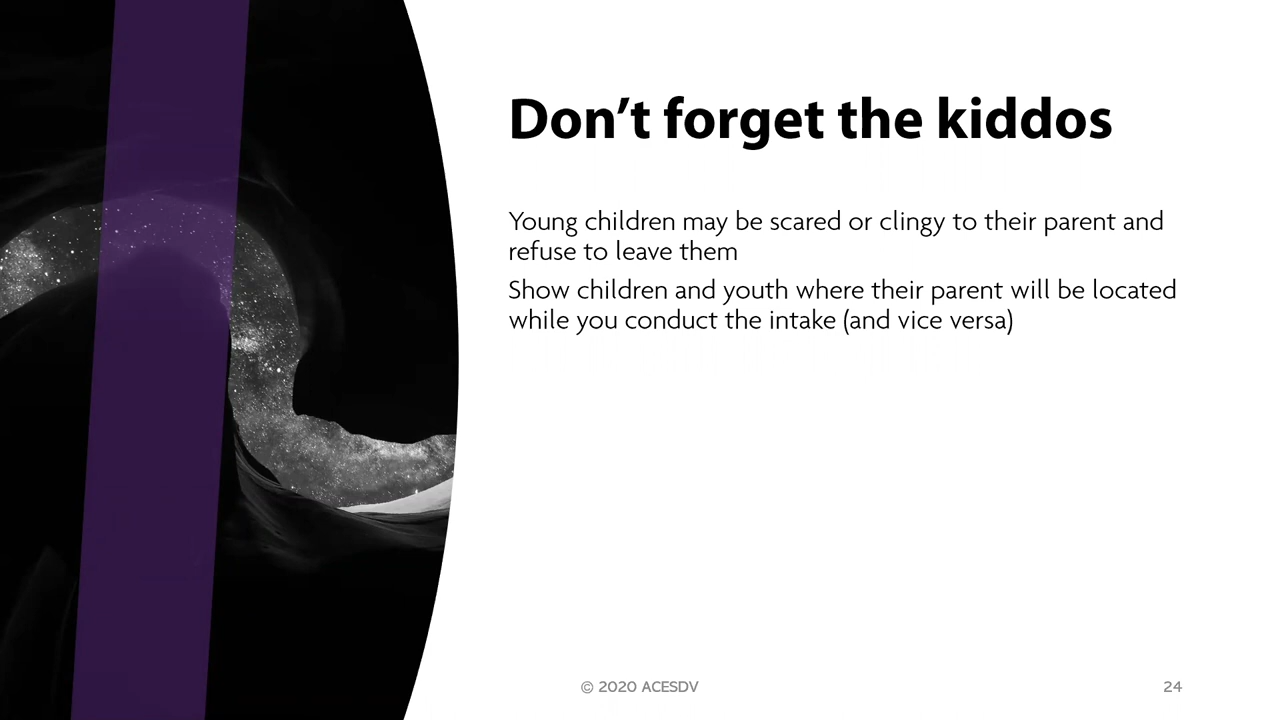 Don’t forget the kiddos
Young children may be scared or clingy to their parent and
refuse to leave them
Show children and youth where their parent will be located
while you conduct the intake (and vice versa)
© 2020 ACESDV
24